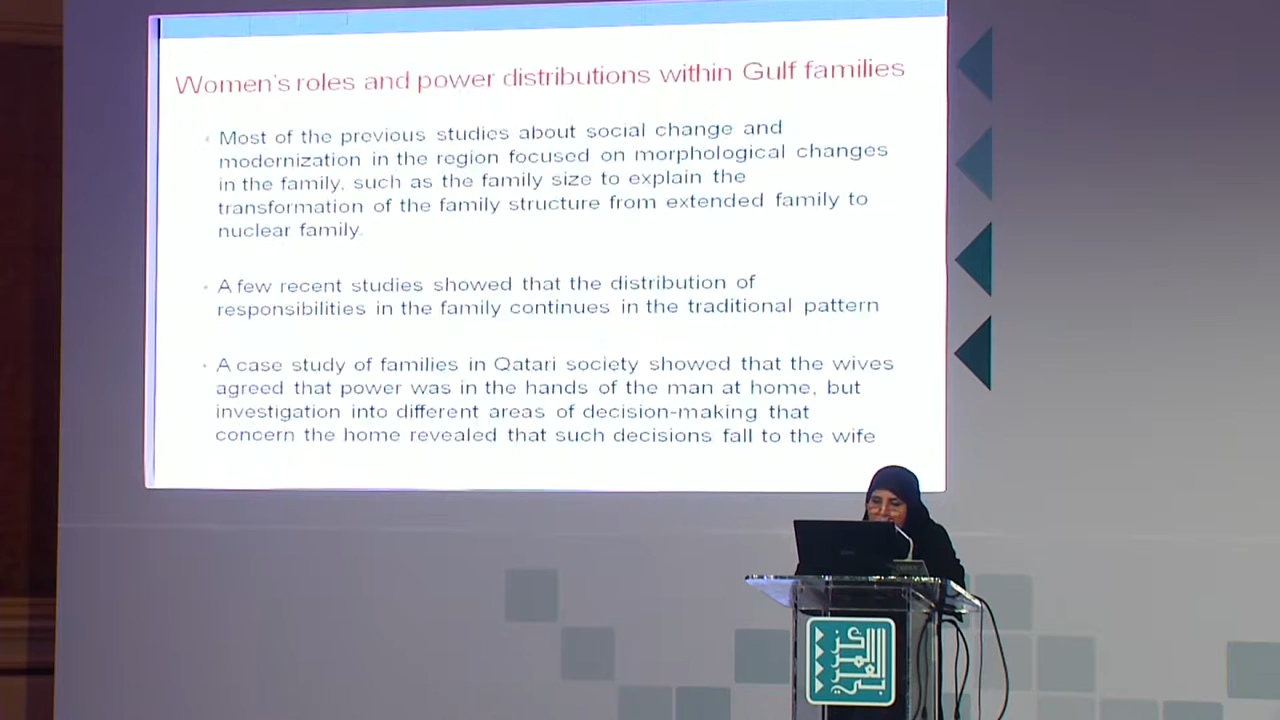 Women's roles and power distributions within Gulf families
• Most of the previous studies about social change and
modernization in the region focused on morphological changes
in the family, such as the family size to explain the
transformation of the family structure from extended family to
nuclear family.
• A few recent studies showed that the distribution of
responsibilities in the family continues in the traditional pattern
• A case study of families in Qatari society showed that the wives
agreed that power was in the hands of the man at home, but
investigation into different areas of decision-making that
concern the home revealed that such decisions fall to the wife